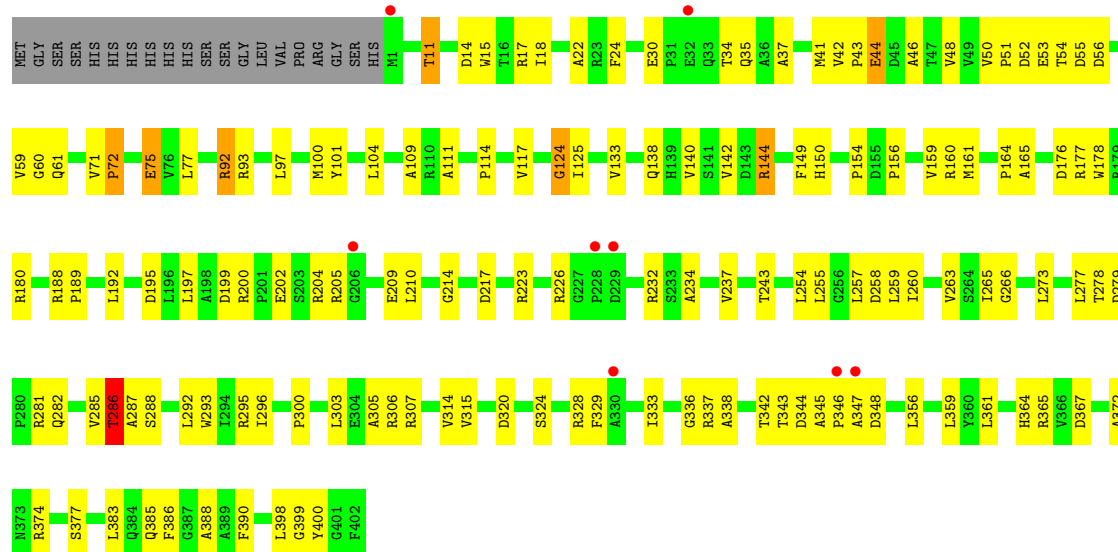 MET GLY SER SER HIS HIS HIS HIS HIS HIS SER SER GLY LEU VAL PRO ARG GLY SER HIS M1 T11 D14 W15 T16 R17 I18 A22 R23 F24 E30 P31 E32 Q33 T34 Q35 A36 A37 M41 V42 P43 E44 D45 A46 T47 V48 V49 V50 P51 D52 E53 T54 D55 D56
V59 G60 Q61 V71 P72 E75 V76 L77 R92 R93 L97 M100 Y101 L104 A109 R110 A111 P114 V117 G124 I125 V133 Q138 H139 V140 S141 V142 D143 R144 F149 H150 P154 D155 P156 V159 R160 M161 P164 A165 D176 R177 W178 R179
R180 R188 P189 L192 D195 L196 L197 A198 D199 R200 P201 E202 S203 R204 R205 G206 E209 L210 G214 D217 R223 R226 G227 P228 D229 R232 S233 A234 V237 T243 L254 L255 G256 L257 D258 L259 I260 V263 S264 I265 G266 L273 L277 T278 D279
P280 R281 Q282 V285 T286 A287 S288 L292 W293 I294 R295 I296 P300 L303 E304 A305 R306 R307 V314 V315 D320 S324 R328 F329 A330 I333 G336 R337 A338 T342 T343 D344 A345 P346 A347 D348 L356 L359 Y360 L361 H364 R365 V366 D367 A372
N373 R374 S377 L383 Q384 Q385 F386 G387 A388 A389 F390 L398 G399 Y400 G401 F402